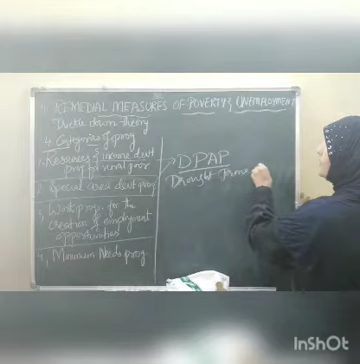 REMEDIAL MEASURES OF POVERTY & UNEMPLOYMENT
Trickle down theory
4 Categories of prog
1. Resources & income devt
prog for rural poor
2. Special area devt prog
3, Work progs for the
creation of employment
opportunities
4, Minimum Needs prog
→ DPAP
Drought Prone
InShOt